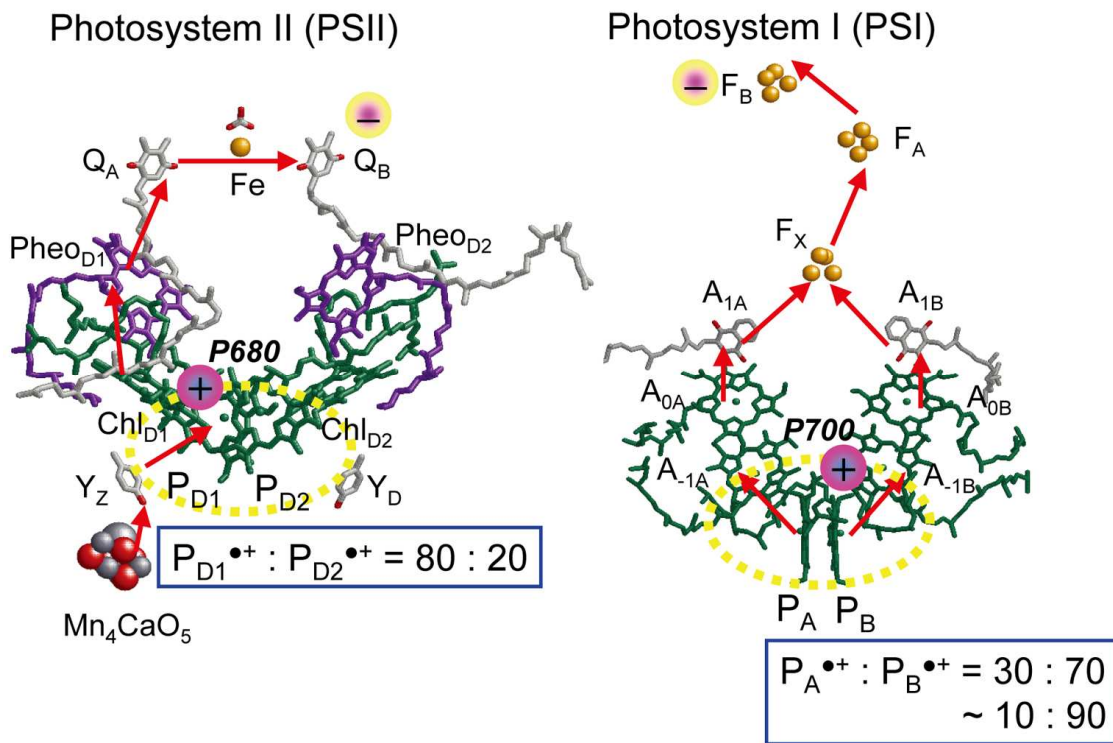 Photosystem II (PSII)
Q_A
Fe
Q_B
−
Pheo_D1
Pheo_D2
P680
+
Chl_D1
Chl_D2
Y_Z
P_D1
P_D2
Y_D
P_D1•+ : P_D2•+ = 80 : 20
Mn₄CaO₅
Photosystem I (PSI)
−
F_B
F_A
F_X
A_1A
A_1B
A_0A
A_0B
P700
+
A_-1A
A_-1B
P_A
P_B
P_A•+ : P_B•+ = 30 : 70
~ 10 : 90